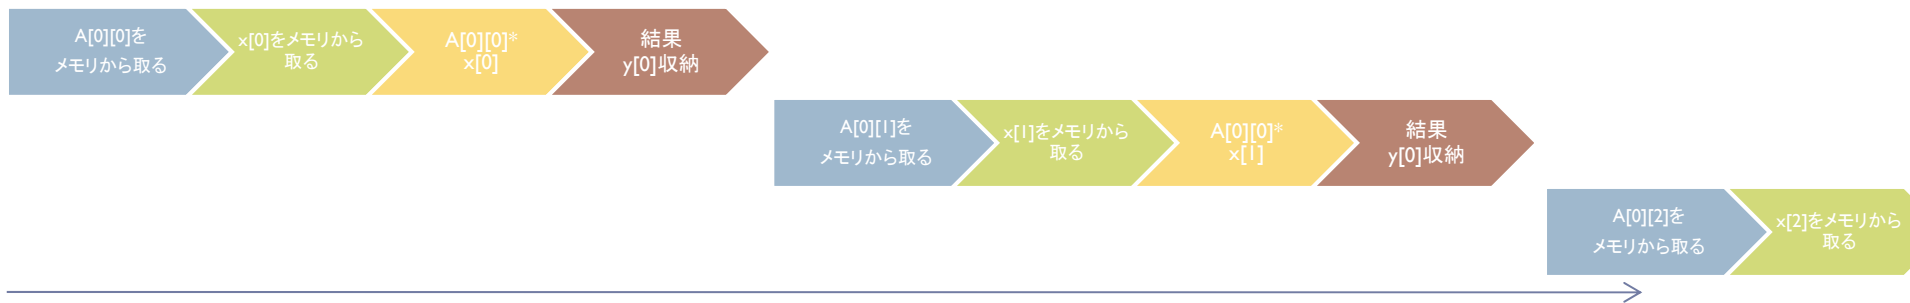 A[0][0]を
メモリから取る
x[0]をメモリから
取る
A[0][0]*
x[0]
結果
y[0]収納
A[0][1]を
メモリから取る
x[1]をメモリから
取る
A[0][0]*
x[1]
結果
y[0]収納
A[0][2]を
メモリから取る
x[2]をメモリから
取る